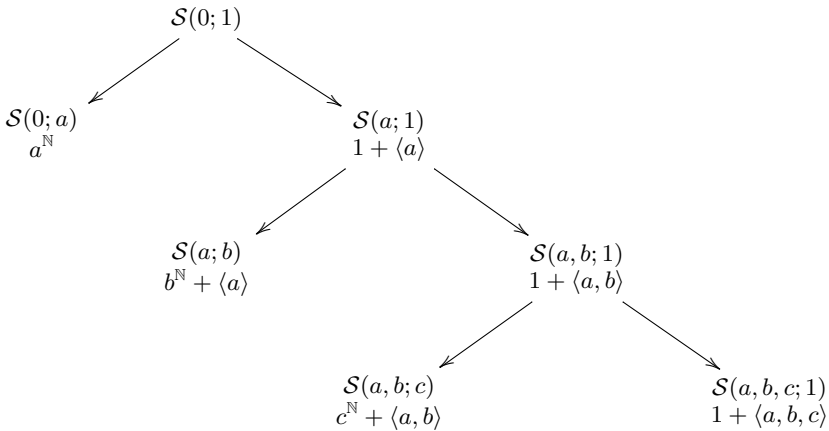 𝒮(0; 1)
𝒮(0; a)
a^ℕ
𝒮(a; 1)
1 + ⟨a⟩
𝒮(a; b)
b^ℕ + ⟨a⟩
𝒮(a, b; 1)
1 + ⟨a, b⟩
𝒮(a, b; c)
c^ℕ + ⟨a, b⟩
𝒮(a, b, c; 1)
1 + ⟨a, b, c⟩